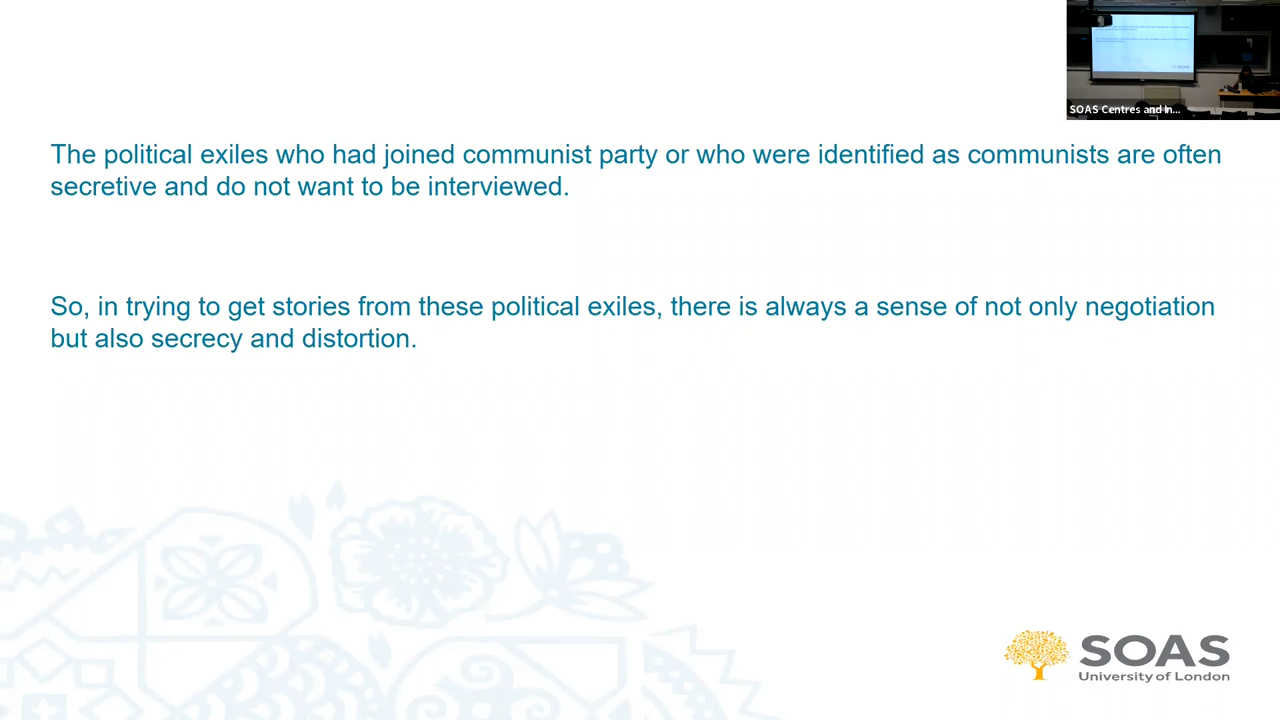 SOAS Centres and In...
The political exiles who had joined communist party or who were identified as communists are often
secretive and do not want to be interviewed.
So, in trying to get stories from these political exiles, there is always a sense of not only negotiation
but also secrecy and distortion.
SOAS
University of London